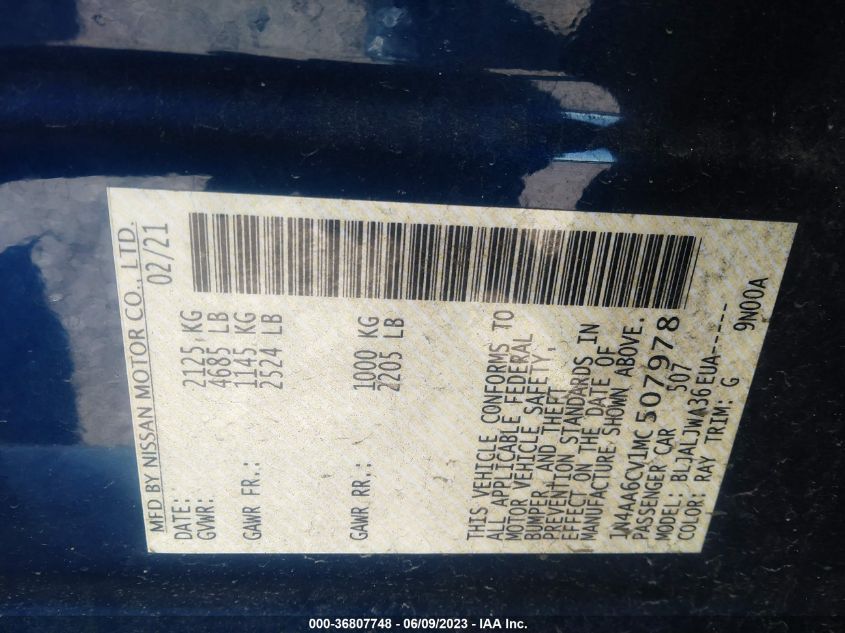 MFD BY NISSAN MOTOR CO., LTD.
DATE: 02/21
GVWR: 2125 KG
4685 LB
GAWR FR.: 1145 KG
2524 LB
GAWR RR.: 1000 KG
2205 LB
THIS VEHICLE CONFORMS TO
ALL APPLICABLE FEDERAL
MOTOR VEHICLE SAFETY,
BUMPER, AND THEFT
PREVENTION STANDARDS IN
EFFECT ON THE DATE OF
MANUFACTURE, SHOWN ABOVE.
1N4AA6CV1MC507978
PASSENGER CAR 507
MODEL: BLJALJWA36EUA-----
COLOR: RAY TRIM: G 9N00A
000-36807748 - 06/09/2023 - IAA Inc.